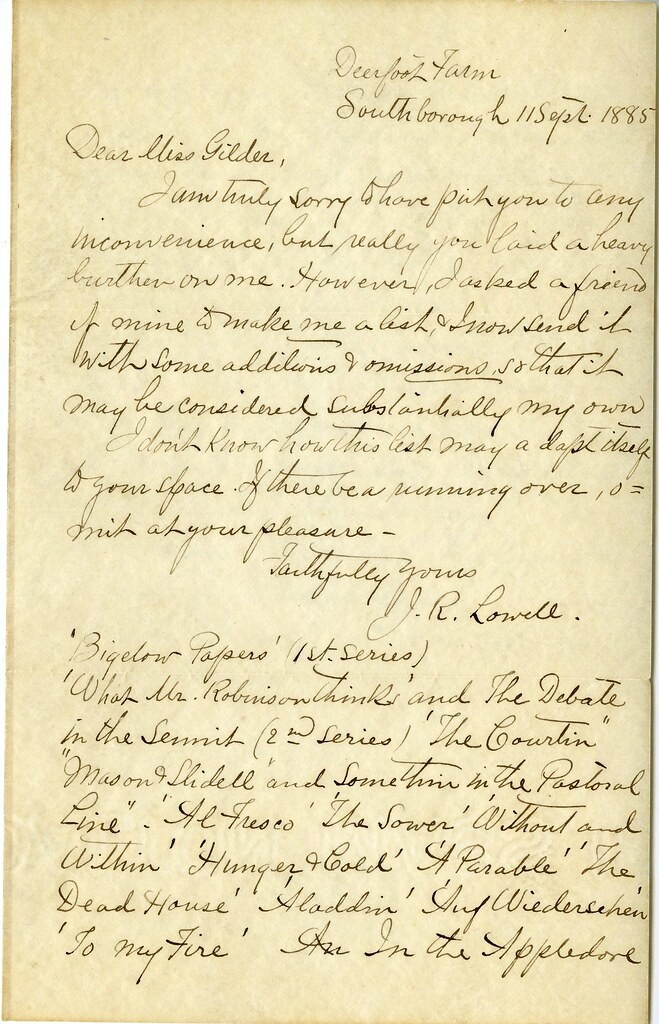 Deerfoot Farm
Southborough 11 Sept. 1885
Dear Miss Gilder,
I am truly sorry to have put you to any
inconvenience, but really you laid a heavy
burthen on me. However, I asked a friend
of mine to make me a list, & I now send it
with some additions & omissions, so that it
may be considered substantially my own
I don't know how this list may adapt itself
to your space. If there be a running over, o=
mit at your pleasure –
Faithfully yours
J. R. Lowell.
'Bigelow Papers' (1st. series)
'What Mr. Robinson thinks' and The Debate
in the Sennit (2nd series) 'The Courtin"
"Mason & Slidell" and Somethin in the Pastoral
Line". 'Al Fresco' 'The Sower' 'Without and
Within' 'Hunger & Cold' 'A Parable' 'The
Dead House' 'Aladdin' 'Auf Wiedersehen'
'To my Fire' An In the Appledore